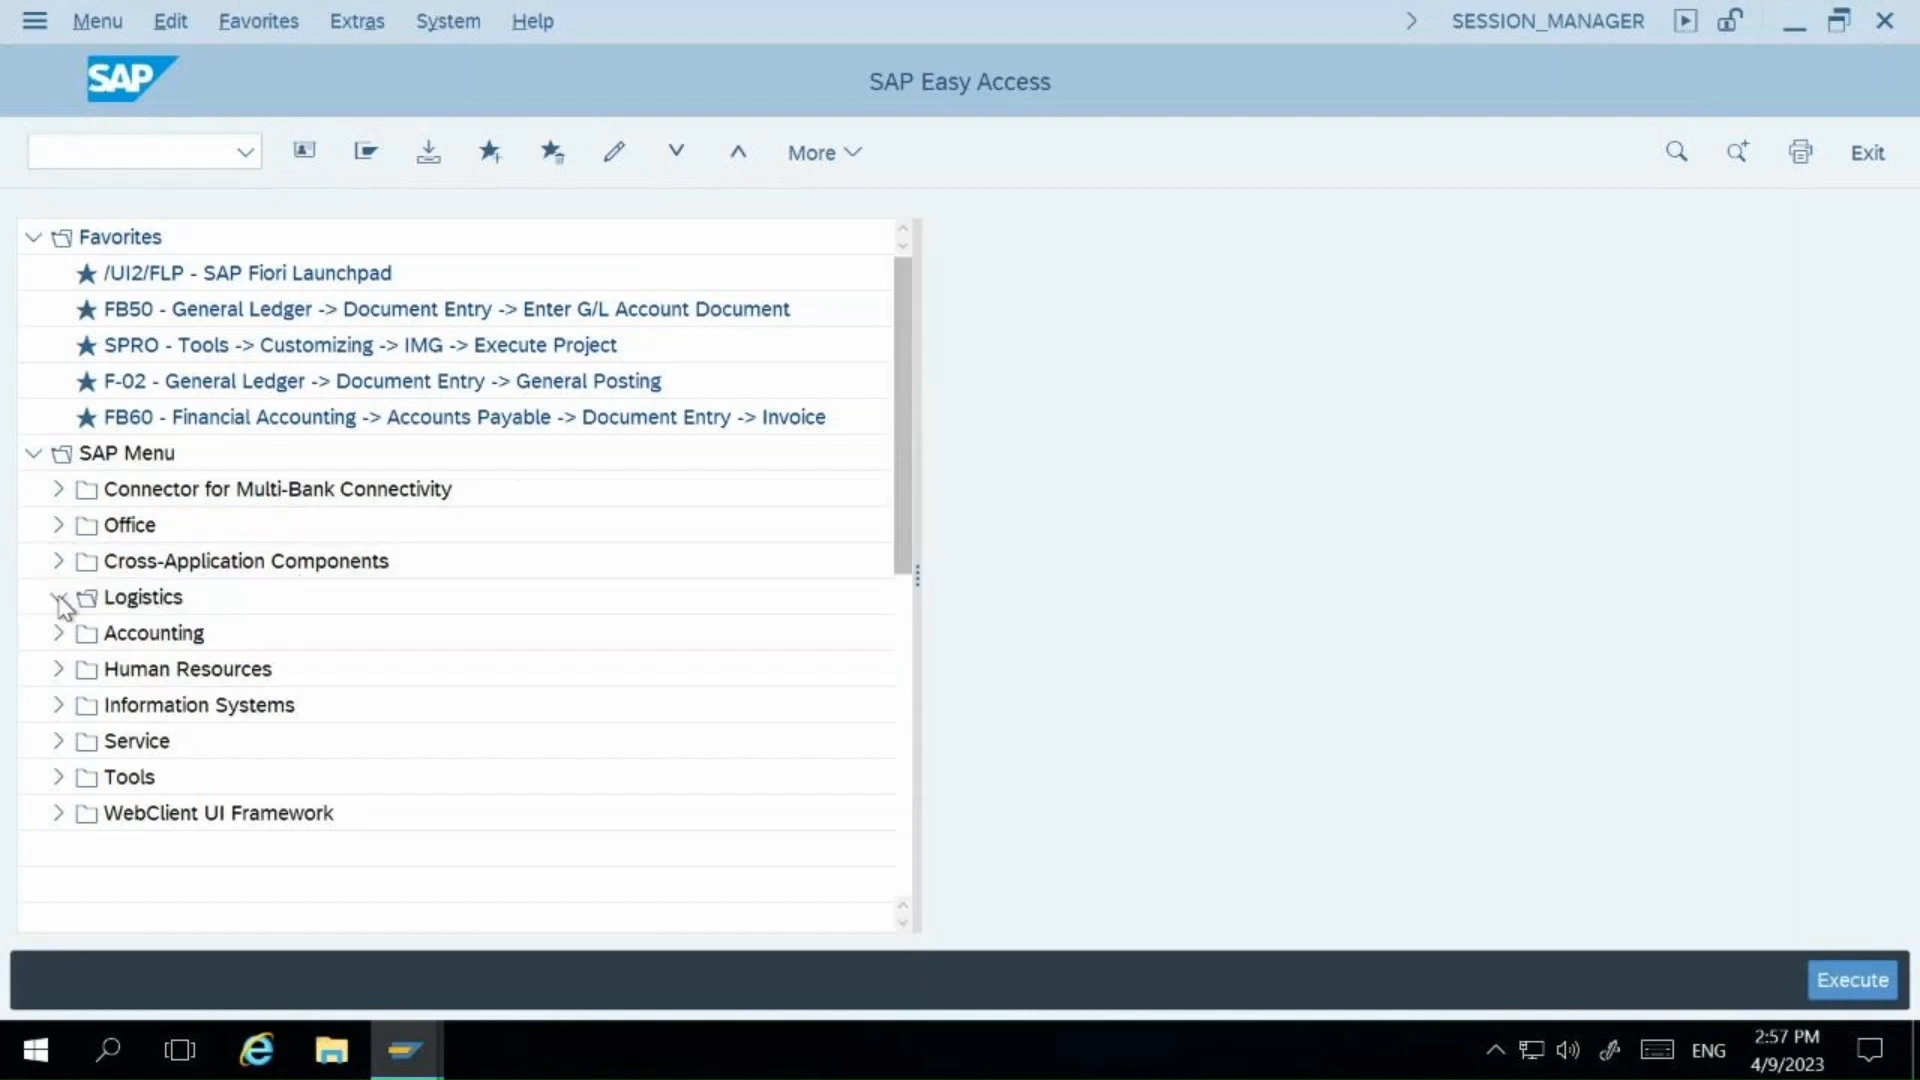 Menu Edit Favorites Extras System Help SESSION_MANAGER
SAP SAP Easy Access
More Exit
Favorites
/UI2/FLP - SAP Fiori Launchpad
FB50 - General Ledger -> Document Entry -> Enter G/L Account Document
SPRO - Tools -> Customizing -> IMG -> Execute Project
F-02 - General Ledger -> Document Entry -> General Posting
FB60 - Financial Accounting -> Accounts Payable -> Document Entry -> Invoice
SAP Menu
Connector for Multi-Bank Connectivity
Office
Cross-Application Components
Logistics
Accounting
Human Resources
Information Systems
Service
Tools
WebClient UI Framework
Execute
ENG 2:57 PM
4/9/2023